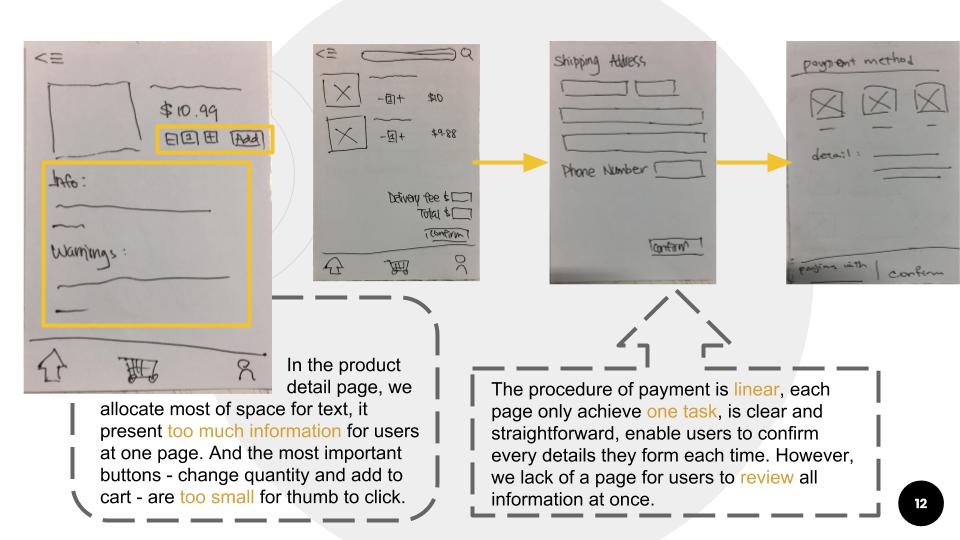 $10.99
- 1 + Add
Info:
Warnings:
- 1 + $10
- 1 + $9.88
Delivery fee $
Total $
Confirm
Shipping Address
Phone Number
Confirm
payment method
detail:
paying with | confirm
In the product
detail page, we
allocate most of space for text, it
present too much information for users
at one page. And the most important
buttons - change quantity and add to
cart - are too small for thumb to click.
The procedure of payment is linear, each
page only achieve one task, is clear and
straightforward, enable users to confirm
every details they form each time. However,
we lack of a page for users to review all
information at once.
12